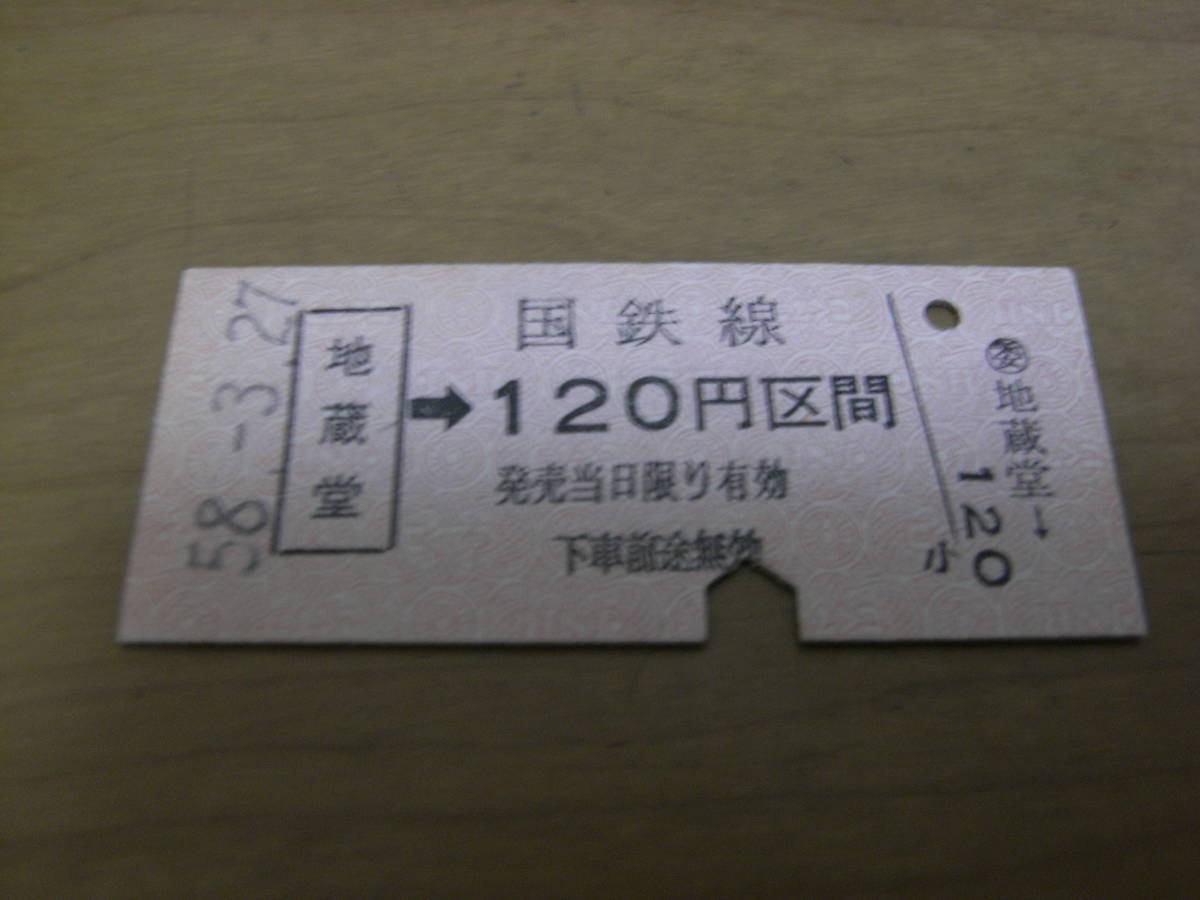 58-3.27
地蔵堂
国鉄線
➡120円区間
発売当日限り有効
下車前途無効
小
㊙地蔵堂→
120